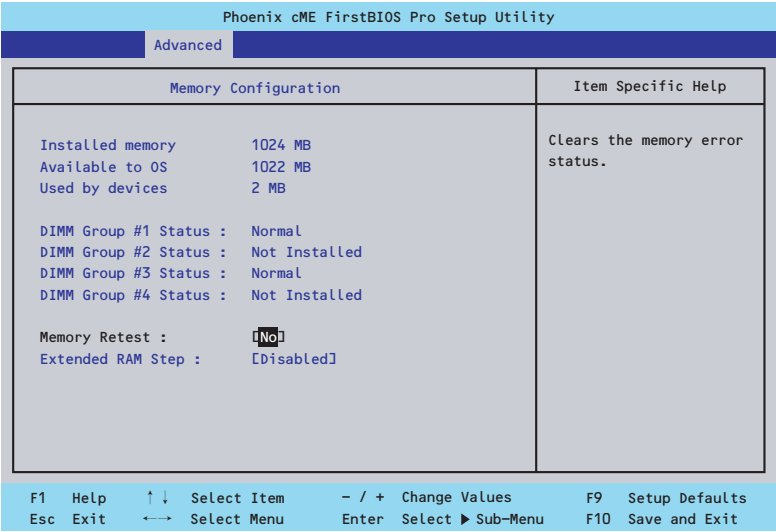 Phoenix cME FirstBIOS Pro Setup Utility
Advanced
Memory Configuration
Item Specific Help
Installed memory 1024 MB
Available to OS 1022 MB
Used by devices 2 MB
DIMM Group #1 Status : Normal
DIMM Group #2 Status : Not Installed
DIMM Group #3 Status : Normal
DIMM Group #4 Status : Not Installed
Memory Retest : [No]
Extended RAM Step : [Disabled]
Clears the memory error
status.
F1 Help ↑↓ Select Item - / + Change Values F9 Setup Defaults
Esc Exit ←→ Select Menu Enter Select ▶ Sub-Menu F10 Save and Exit